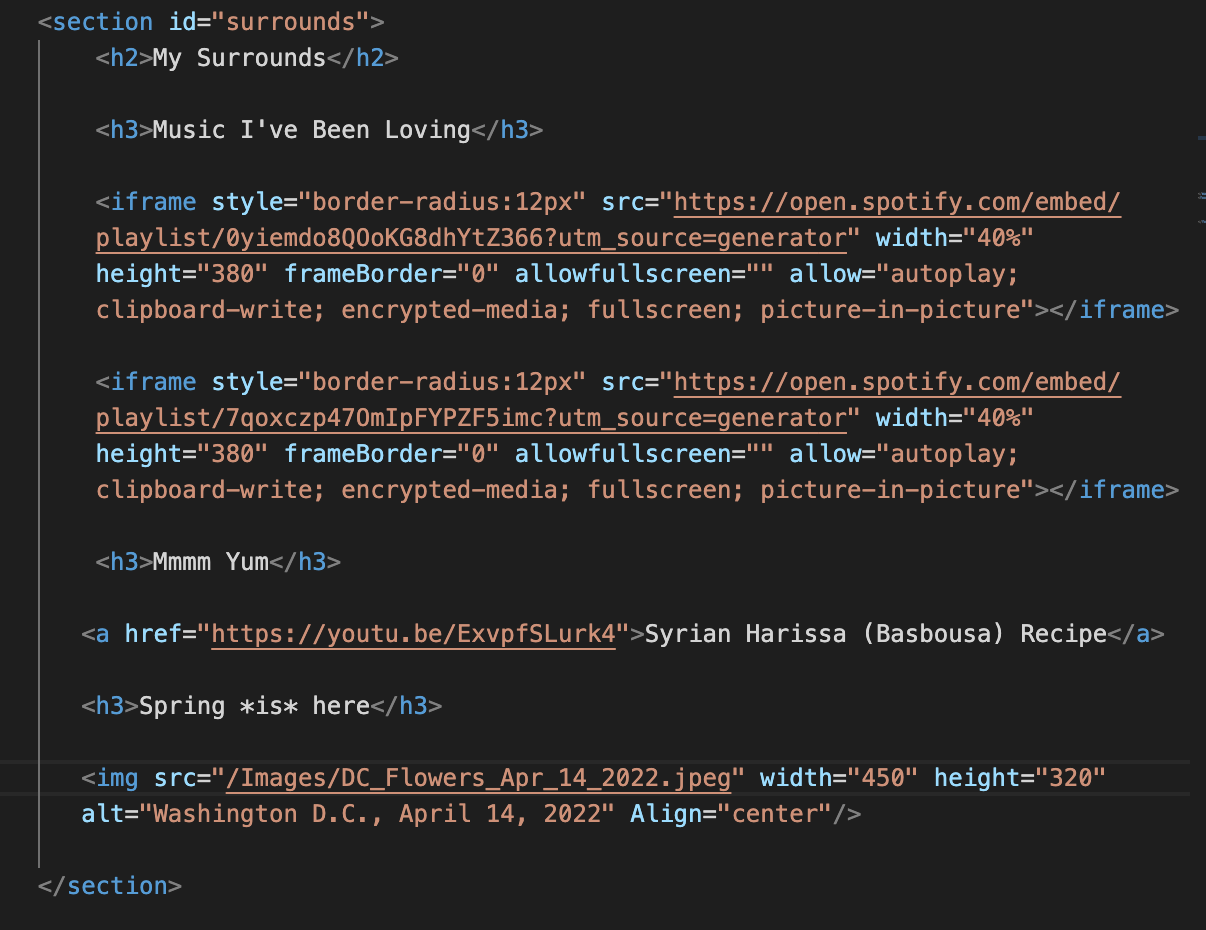 <section id="surrounds">
<h2>My Surrounds</h2>
<h3>Music I've Been Loving</h3>
<iframe style="border-radius:12px" src="https://open.spotify.com/embed/
playlist/0yiemdo8QOoKG8dhYtZ366?utm_source=generator" width="40%"
height="380" frameBorder="0" allowfullscreen="" allow="autoplay;
clipboard-write; encrypted-media; fullscreen; picture-in-picture"></iframe>
<iframe style="border-radius:12px" src="https://open.spotify.com/embed/
playlist/7qoxczp47OmIpFYPZF5imc?utm_source=generator" width="40%"
height="380" frameBorder="0" allowfullscreen="" allow="autoplay;
clipboard-write; encrypted-media; fullscreen; picture-in-picture"></iframe>
<h3>Mmmm Yum</h3>
<a href="https://youtu.be/ExvpfSLurk4">Syrian Harissa (Basbousa) Recipe</a>
<h3>Spring *is* here</h3>
<img src="/Images/DC_Flowers_Apr_14_2022.jpeg" width="450" height="320"
alt="Washington D.C., April 14, 2022" Align="center"/>
</section>